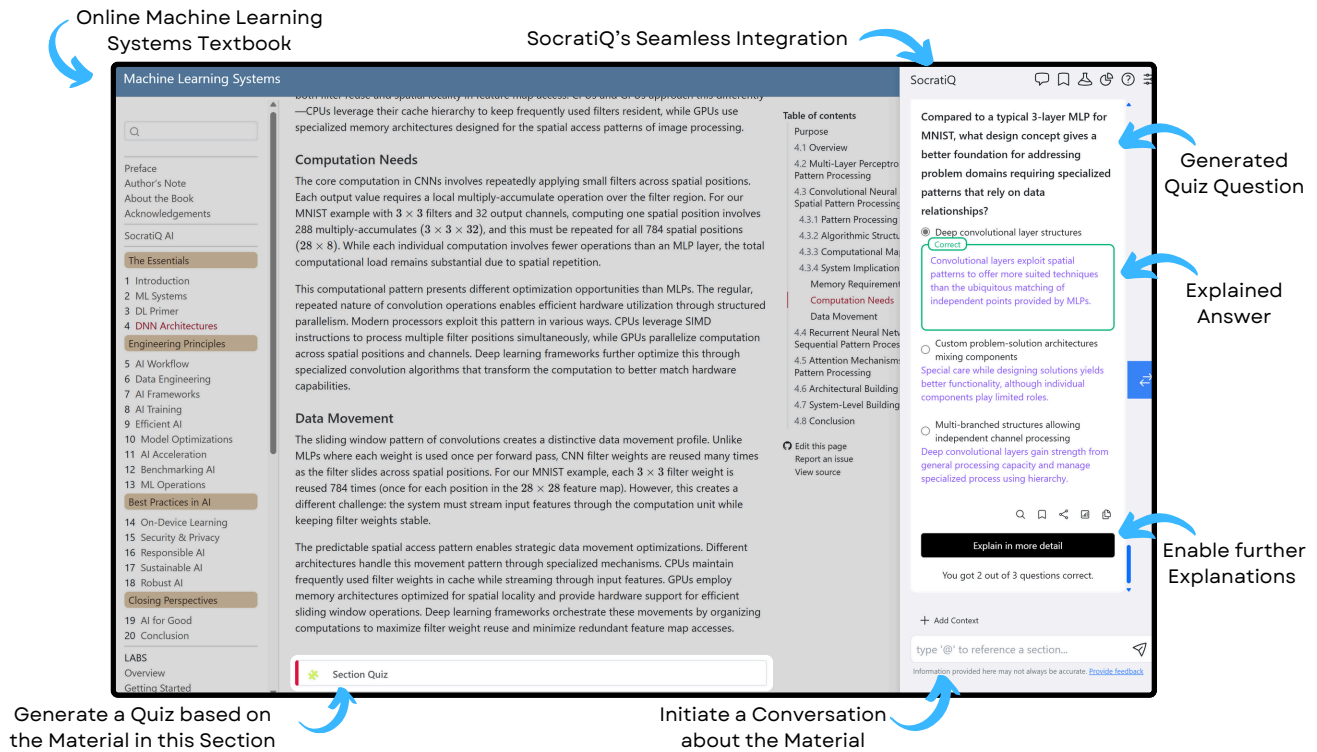 Online Machine Learning
Systems Textbook
SocratiQ's Seamless Integration
Machine Learning Systems
Preface
Author's Note
About the Book
Acknowledgements
SocratiQ AI
The Essentials
1 Introduction
2 ML Systems
3 DL Primer
4 DNN Architectures
Engineering Principles
5 AI Workflow
6 Data Engineering
7 AI Frameworks
8 AI Training
9 Efficient AI
10 Model Optimizations
11 AI Acceleration
12 Benchmarking AI
13 ML Operations
Best Practices in AI
14 On-Device Learning
15 Security & Privacy
16 Responsible AI
17 Sustainable AI
18 Robust AI
Closing Perspectives
19 AI for Good
20 Conclusion
LABS
Overview
Getting Started
—CPUs leverage their cache hierarchy to keep frequently used filters resident, while GPUs use
specialized memory architectures designed for the spatial access patterns of image processing.
Computation Needs
The core computation in CNNs involves repeatedly applying small filters across spatial positions.
Each output value requires a local multiply-accumulate operation over the filter region. For our
MNIST example with 3 × 3 filters and 32 output channels, computing one spatial position involves
288 multiply-accumulates (3 × 3 × 32), and this must be repeated for all 784 spatial positions
(28 × 8). While each individual computation involves fewer operations than an MLP layer, the total
computational load remains substantial due to spatial repetition.
This computational pattern presents different optimization opportunities than MLPs. The regular,
repeated nature of convolution operations enables efficient hardware utilization through structured
parallelism. Modern processors exploit this pattern in various ways. CPUs leverage SIMD
instructions to process multiple filter positions simultaneously, while GPUs parallelize computation
across spatial positions and channels. Deep learning frameworks further optimize this through
specialized convolution algorithms that transform the computation to better match hardware
capabilities.
Data Movement
The sliding window pattern of convolutions creates a distinctive data movement profile. Unlike
MLPs where each weight is used once per forward pass, CNN filter weights are reused many times
as the filter slides across spatial positions. For our MNIST example, each 3 × 3 filter weight is
reused 784 times (once for each position in the 28 × 28 feature map). However, this creates a
different challenge: the system must stream input features through the computation unit while
keeping filter weights stable.
The predictable spatial access pattern enables strategic data movement optimizations. Different
architectures handle this movement pattern through specialized mechanisms. CPUs maintain
frequently used filter weights in cache while streaming through input features. GPUs employ
memory architectures optimized for spatial locality and provide hardware support for efficient
sliding window operations. Deep learning frameworks orchestrate these movements by organizing
computations to maximize filter weight reuse and minimize redundant feature map accesses.
Section Quiz
Table of contents
Purpose
4.1 Overview
4.2 Multi-Layer Perceptro
Pattern Processing
4.3 Convolutional Neural
Spatial Pattern Processing
4.3.1 Pattern Processing
4.3.2 Algorithmic Structu
4.3.3 Computational Ma
4.3.4 System Implication
Memory Requirement
Computation Needs
Data Movement
4.4 Recurrent Neural Netw
Sequential Pattern Proces
4.5 Attention Mechanisms
Pattern Processing
4.6 Architectural Building
4.7 System-Level Building
4.8 Conclusion
Edit this page
Report an issue
View source
SocratiQ
Compared to a typical 3-layer MLP for
MNIST, what design concept gives a
better foundation for addressing
problem domains requiring specialized
patterns that rely on data
relationships?
Deep convolutional layer structures
Correct
Convolutional layers exploit spatial
patterns to offer more suited techniques
than the ubiquitous matching of
independent points provided by MLPs.
Custom problem-solution architectures
mixing components
Special care while designing solutions yields
better functionality, although individual
components play limited roles.
Multi-branched structures allowing
independent channel processing
Deep convolutional layers gain strength from
general processing capacity and manage
specialized process using hierarchy.
Explain in more detail
You got 2 out of 3 questions correct.
Add Context
type '@' to reference a section...
Information provided here may not always be accurate. Provide feedback
Generated
Quiz Question
Explained
Answer
Enable further
Explanations
Generate a Quiz based on
the Material in this Section
Initiate a Conversation
about the Material